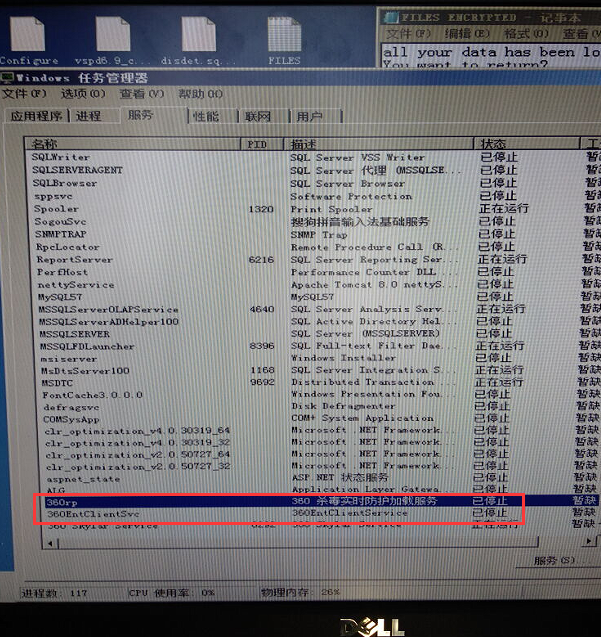 Configure
vspd6.9_c...
disdet.sq...
FILES
FILES ENCRYPTED - 记事本
文件(F) 编辑(E) 格式(O) 查看(V
all your data has been lo
You want to return?
Windows 任务管理器
文件(F) 选项(O) 查看(V) 帮助(H)
应用程序 进程 服务 性能 联网 用户
名称 PID 描述 状态 工
SQLWriter SQL Server VSS Writer 已停止 暂缺
SQLSERVERAGENT SQL Server 代理 (MSSQLSE... 已停止 暂缺
SQLBrowser SQL Server Browser 已停止 暂缺
sppsvc Software Protection 已停止 暂缺
Spooler 1320 Print Spooler 正在运行 暂缺
SogouSvc 搜狗拼音输入法基础服务 已停止 暂缺
SNMPTRAP SNMP Trap 已停止 暂缺
RpcLocator Remote Procedure Call (R... 已停止 暂缺
ReportServer 6216 SQL Server Reporting Ser... 正在运行 暂缺
PerfHost Performance Counter DLL ... 已停止 暂缺
nettyService Apache Tomcat 8.0 nettyS... 已停止 暂缺
MySQL57 MySQL57 已停止 暂缺
MSSQLServerOLAPService 4640 SQL Server Analysis Serv... 正在运行 暂缺
MSSQLServerADHelper100 SQL Active Directory Hel... 已停止 暂缺
MSSQLSERVER SQL Server (MSSQLSERVER) 已停止 暂缺
MSSQLFDLauncher 8396 SQL Full-text Filter Dae... 正在运行 暂缺
msiserver Windows Installer 已停止 暂缺
MsDtsServer100 1168 SQL Server Integration S... 正在运行 暂缺
MSDTC 9692 Distributed Transaction ... 正在运行 暂缺
FontCache3.0.0.0 Windows Presentation Fou... 已停止 暂缺
defragsvc Disk Defragmenter 已停止 暂缺
COMSysApp COM+ System Application 已停止 暂缺
clr_optimization_v4.0.30319_64 Microsoft .NET Framework... 已停止 暂缺
clr_optimization_v4.0.30319_32 Microsoft .NET Framework... 已停止 暂缺
clr_optimization_v2.0.50727_64 Microsoft .NET Framework... 已停止 暂缺
clr_optimization_v2.0.50727_32 Microsoft .NET Framework... 已停止 暂缺
aspnet_state ASP.NET 状态服务 已停止 暂缺
ALG Application Layer Gatewa... 已停止 暂缺
360rp 360 杀毒实时防护加载服务 已停止 暂缺
360EntClientSvc 360EntClientService 已停止 暂缺
360 Skylar Service 6292 360 Skylar Service 正在运行 暂缺
服务(S)
进程数: 117 CPU 使用率: 0% 物理内存: 26%
DELL